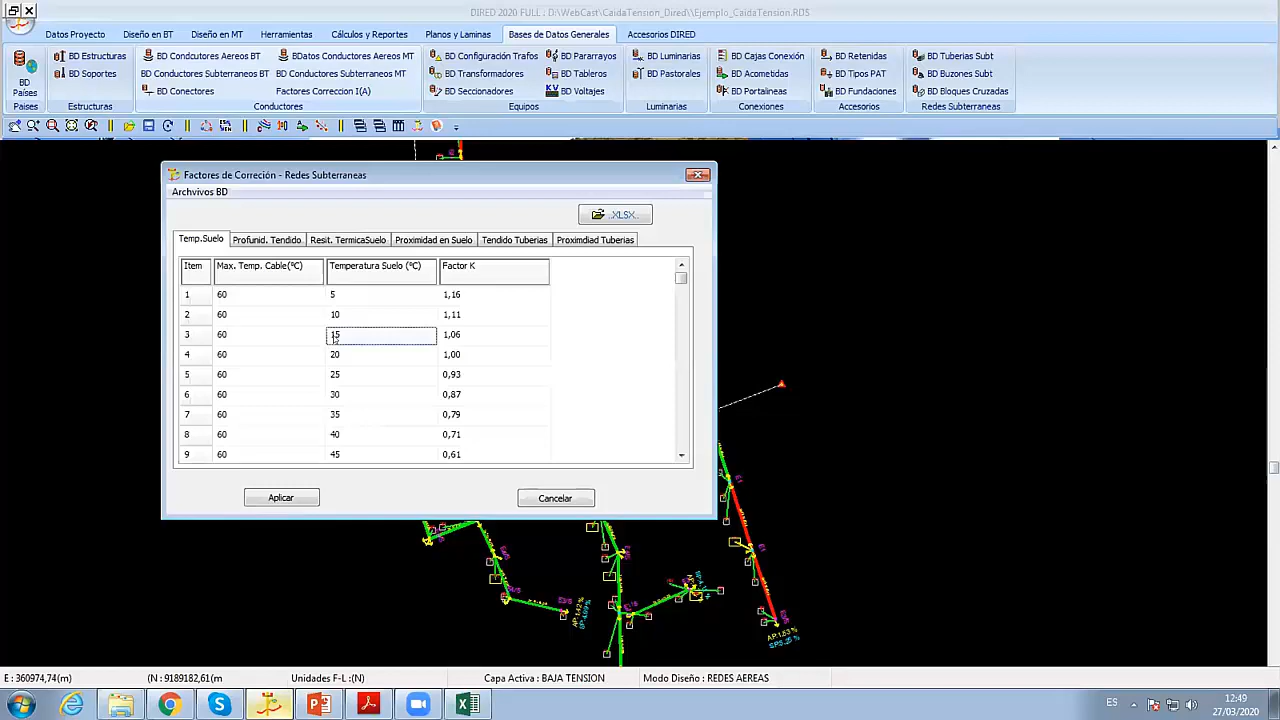 DIRED 2020 FULL : D:\WebCast\CaidaTension_Dired\\Ejemplo_CaidaTension.RDS
Datos Proyecto Diseño en BT Diseño en MT Herramientas Cálculos y Reportes Planos y Laminas Bases de Datos Generales Accesorios DIRED
BD Paises
Paises
BD Estructuras
BD Soportes
Estructuras
BD Condcutores Aereos BT BDatos Conductores Aereos MT
BD Conductores Subterraneos BT BD Conductores Subterraneos MT
BD Conectores Factores Correccion I(A)
Conductores
BD Configuración Trafos BD Pararrayos
BD Transformadores BD Tableros
BD Seccionadores BD Voltajes
Equipos
BD Luminarias
BD Pastorales
Luminarias
BD Cajas Conexión
BD Acometidas
BD Portalineas
Conexiones
BD Retenidas
BD Tipos PAT
BD Fundaciones
Accesorios
BD Tuberias Subt
BD Buzones Subt
BD Bloques Cruzadas
Redes Subterraneas
Factores de Correción - Redes Subterraneas
Archvivos BD
.XLSX.
Temp.Suelo Profunid. Tendido Resit. TermicaSuelo Proximidad en Suelo Tendido Tuberias Proximdiad Tuberias
Item Max. Temp. Cable(°C) Temperatura Suelo (°C) Factor K
1 60 5 1,16
2 60 10 1,11
3 60 15 1,06
4 60 20 1,00
5 60 25 0,93
6 60 30 0,87
7 60 35 0,79
8 60 40 0,71
9 60 45 0,61
Aplicar Cancelar
E : 360974,74(m) (N : 9189182,61(m Unidades F-L :(N) Capa Activa : BAJA TENSION Modo Diseño : REDES AEREAS
ES 12:49
27/03/2020